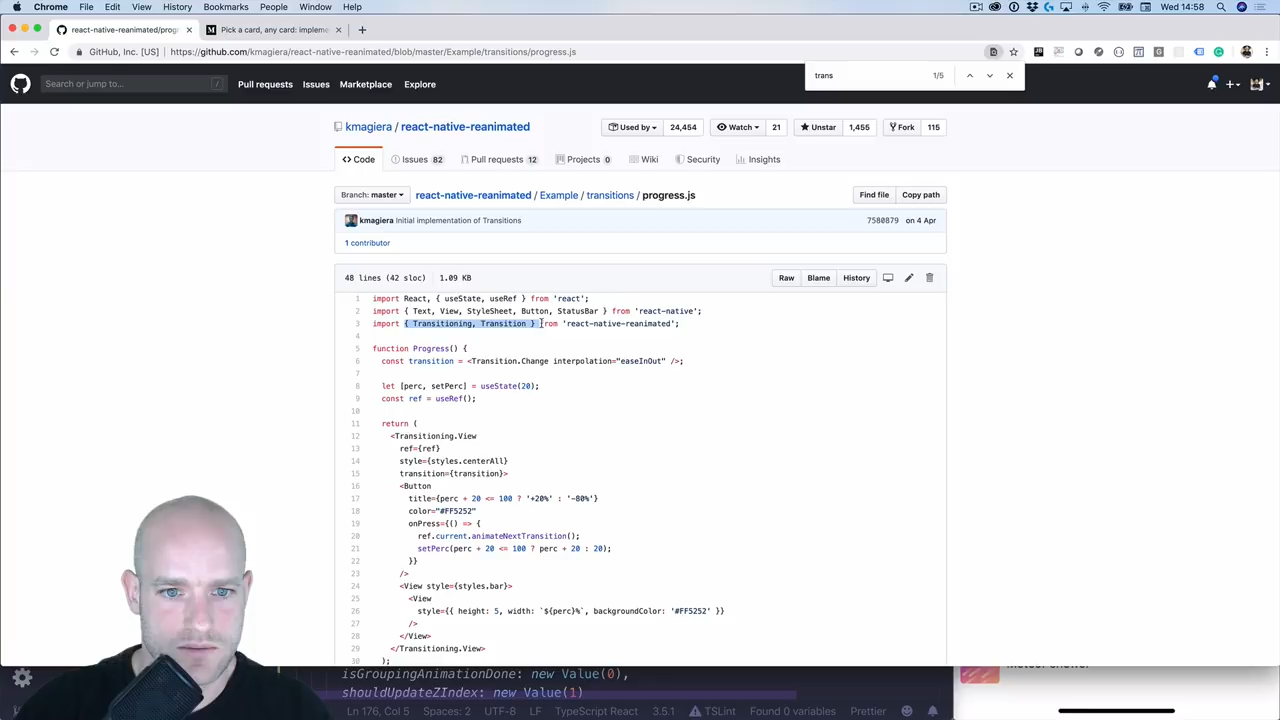 Chrome File Edit View History Bookmarks People Window Help Wed 14:58
react-native-reanimated/prog Pick a card, any card: impleme
GitHub, Inc. [US] https://github.com/kmagiera/react-native-reanimated/blob/master/Example/transitions/progress.js
trans 1/5
Search or jump to... / Pull requests Issues Marketplace Explore
kmagiera / react-native-reanimated Used by 24,454 Watch 21 Unstar 1,455 Fork 115
Code Issues 82 Pull requests 12 Projects 0 Wiki Security Insights
Branch: master react-native-reanimated / Example / transitions / progress.js Find file Copy path
kmagiera Initial implementation of Transitions 7580879 on 4 Apr
1 contributor
48 lines (42 sloc) 1.09 KB Raw Blame History
1 import React, { useState, useRef } from 'react';
2 import { Text, View, StyleSheet, Button, StatusBar } from 'react-native';
3 import { Transitioning, Transition } from 'react-native-reanimated';
4
5 function Progress() {
6 const transition = <Transition.Change interpolation="easeInOut" />;
7
8 let [perc, setPerc] = useState(20);
9 const ref = useRef();
10
11 return (
12 <Transitioning.View
13 ref={ref}
14 style={styles.centerAll}
15 transition={transition}>
16 <Button
17 title={perc + 20 <= 100 ? '+20%' : '-80%'}
18 color="#FF5252"
19 onPress={() => {
20 ref.current.animateNextTransition();
21 setPerc(perc + 20 <= 100 ? perc + 20 : 20);
22 }}
23 />
24 <View style={styles.bar}>
25 <View
26 style={{ height: 5, width: `${perc}%`, backgroundColor: '#FF5252' }}
27 />
28 </View>
29 </Transitioning.View>
30 );
isGroupingAnimationDone: new Value(0),
shouldUpdateZIndex: new Value(1)
Ln 176, Col 5 Spaces: 2 UTF-8 LF TypeScript React 3.5.1 TSLint Found 0 variables Prettier